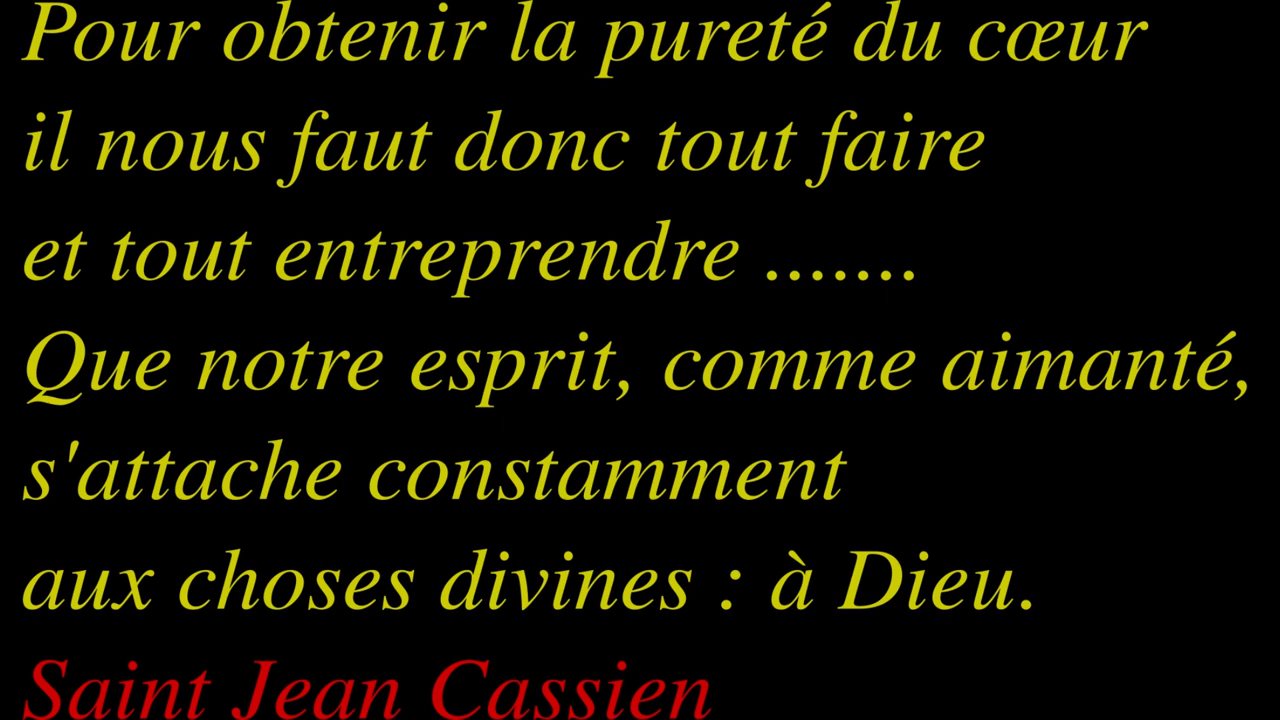 Pour obtenir la pureté du cœur
il nous faut donc tout faire
et tout entreprendre .......
Que notre esprit, comme aimanté,
s'attache constamment
aux choses divines : à Dieu.
Saint Jean Cassien